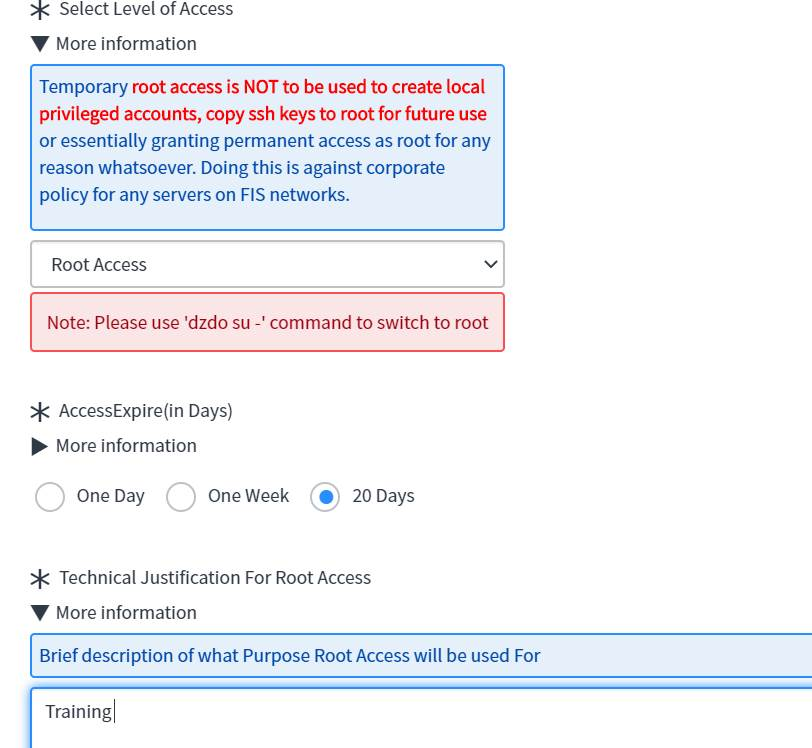 Select Level of Access
More information
Temporary root access is NOT to be used to create local
privileged accounts, copy ssh keys to root for future use
or essentially granting permanent access as root for any
reason whatsoever. Doing this is against corporate
policy for any servers on FIS networks.
Root Access
Note: Please use 'dzdo su -' command to switch to root
AccessExpire(in Days)
More information
One Day One Week 20 Days
Technical Justification For Root Access
More information
Brief description of what Purpose Root Access will be used For
Training